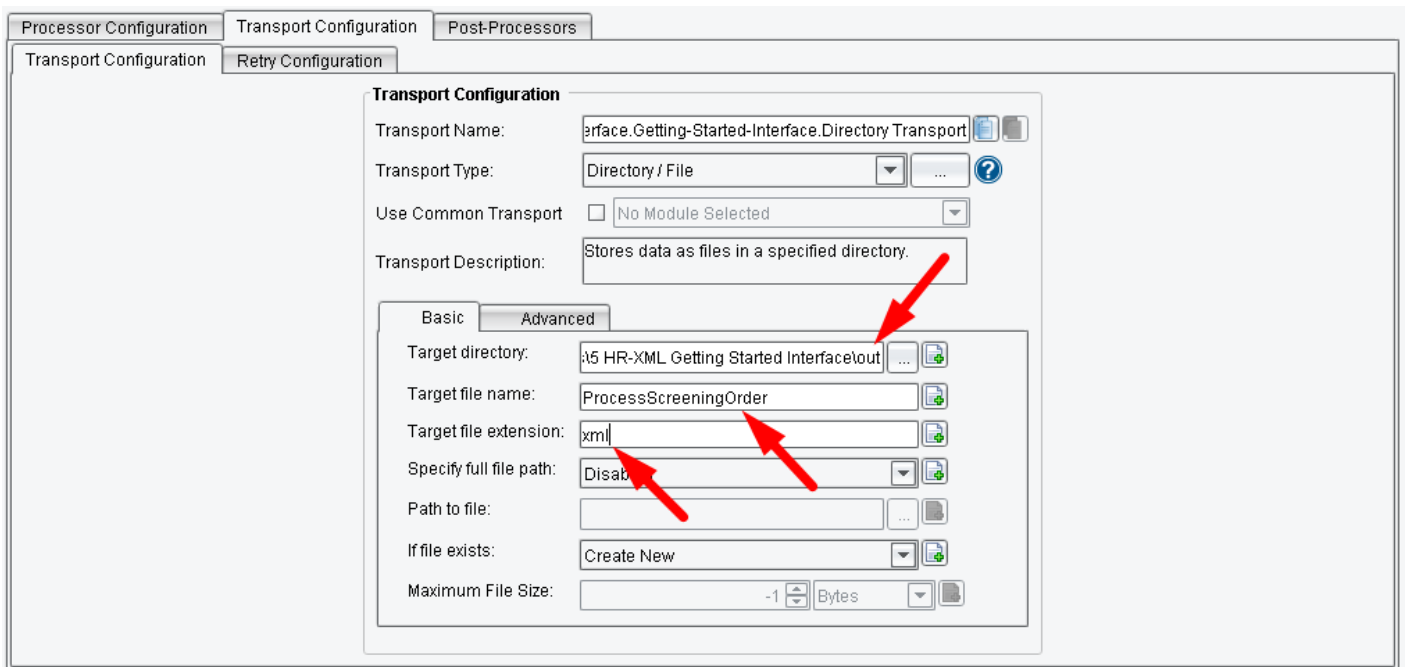 Processor Configuration Transport Configuration Post-Processors
Transport Configuration Retry Configuration
Transport Configuration
Transport Name: erface.Getting-Started-Interface.Directory Transport
Transport Type: Directory / File ...
Use Common Transport No Module Selected
Transport Description: Stores data as files in a specified directory.
Basic Advanced
Target directory: \5 HR-XML Getting Started Interface\out ...
Target file name: ProcessScreeningOrder
Target file extension: xml
Specify full file path:
Path to file: ...
If file exists: Create New
Maximum File Size: -1 Bytes